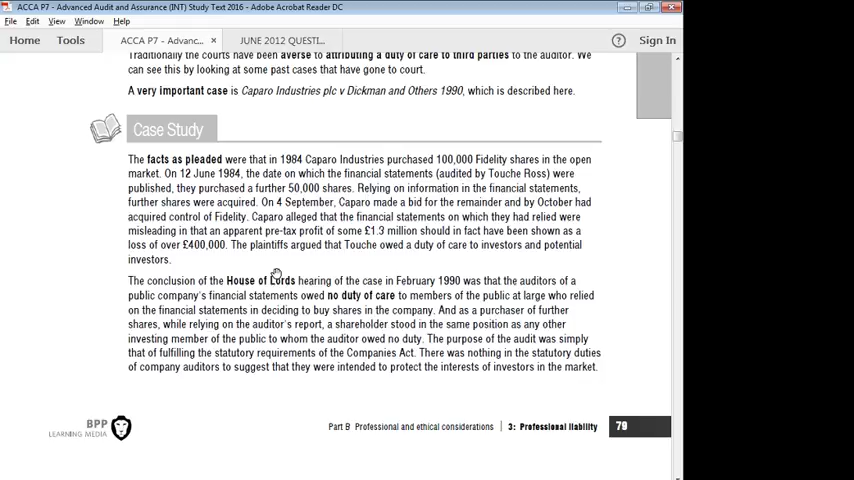 ACCA P7 - Advanced Audit and Assurance (INT) Study Text 2016 - Adobe Acrobat Reader DC
File Edit View Window Help
Home Tools ACCA P7 - Advanc... × JUNE 2012 QUESTI... ? Sign In
Traditionally the courts have been averse to attributing a duty of care to third parties to the auditor. We
can see this by looking at some past cases that have gone to court.
A very important case is Caparo Industries plc v Dickman and Others 1990, which is described here.
Case Study
The facts as pleaded were that in 1984 Caparo Industries purchased 100,000 Fidelity shares in the open
market. On 12 June 1984, the date on which the financial statements (audited by Touche Ross) were
published, they purchased a further 50,000 shares. Relying on information in the financial statements,
further shares were acquired. On 4 September, Caparo made a bid for the remainder and by October had
acquired control of Fidelity. Caparo alleged that the financial statements on which they had relied were
misleading in that an apparent pre-tax profit of some £1.3 million should in fact have been shown as a
loss of over £400,000. The plaintiffs argued that Touche owed a duty of care to investors and potential
investors.
The conclusion of the House of Lords hearing of the case in February 1990 was that the auditors of a
public company's financial statements owed no duty of care to members of the public at large who relied
on the financial statements in deciding to buy shares in the company. And as a purchaser of further
shares, while relying on the auditor's report, a shareholder stood in the same position as any other
investing member of the public to whom the auditor owed no duty. The purpose of the audit was simply
that of fulfilling the statutory requirements of the Companies Act. There was nothing in the statutory duties
of company auditors to suggest that they were intended to protect the interests of investors in the market.
BPP
LEARNING MEDIA
Part B Professional and ethical considerations | 3: Professional liability 79